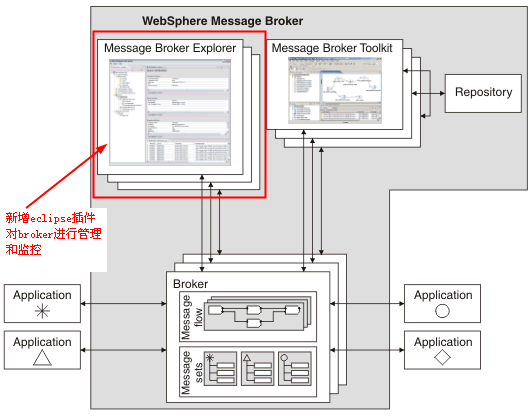 WebSphere Message Broker
Message Broker Explorer
Message Broker Toolkit
Repository
新增eclipse插件
对broker进行管理
和监控
Broker
Message
flow
Message
sets
Application
Application
Application
Application